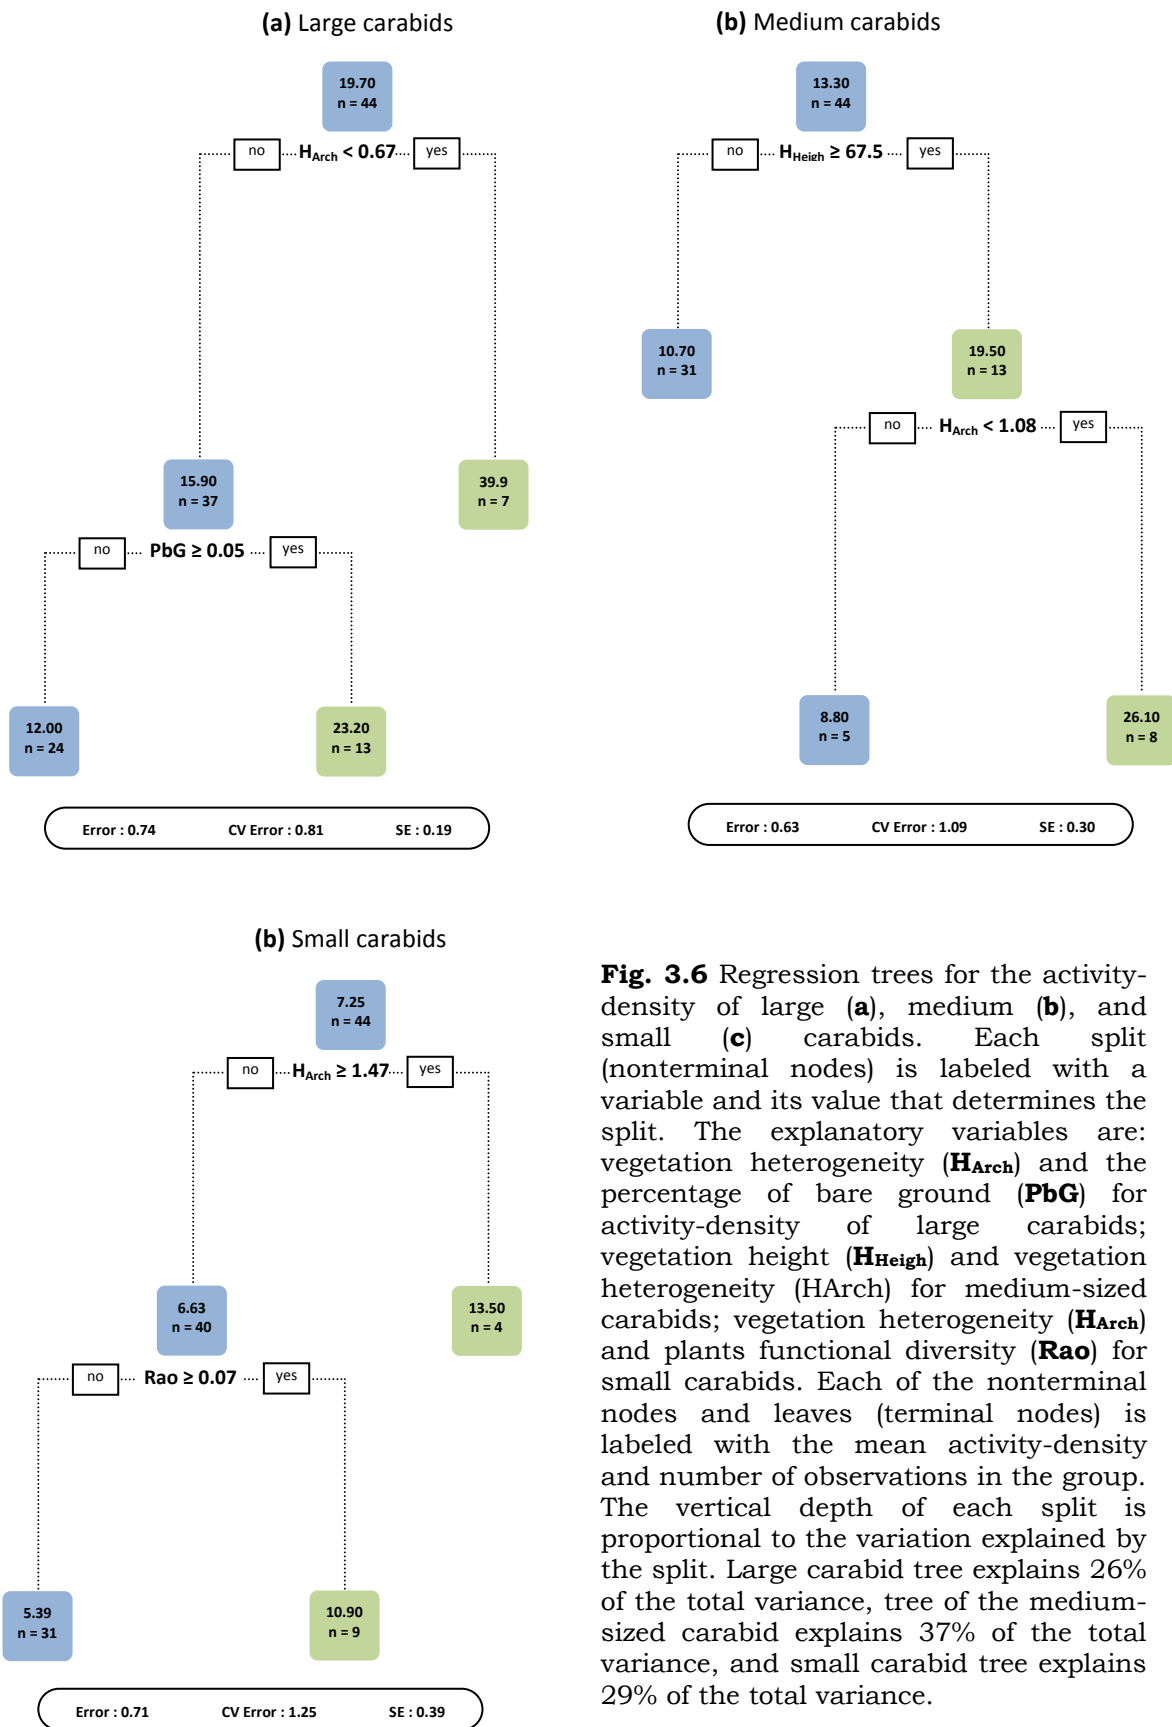 (a) Large carabids
19.70
n = 44
no H_Arch < 0.67 yes
15.90
n = 37
39.9
n = 7
no PbG ≥ 0.05 yes
12.00
n = 24
23.20
n = 13
Error : 0.74 CV Error : 0.81 SE : 0.19
(b) Medium carabids
13.30
n = 44
no H_Heigh ≥ 67.5 yes
10.70
n = 31
19.50
n = 13
no H_Arch < 1.08 yes
8.80
n = 5
26.10
n = 8
Error : 0.63 CV Error : 1.09 SE : 0.30
(b) Small carabids
7.25
n = 44
no H_Arch ≥ 1.47 yes
6.63
n = 40
13.50
n = 4
no Rao ≥ 0.07 yes
5.39
n = 31
10.90
n = 9
Error : 0.71 CV Error : 1.25 SE : 0.39
Fig. 3.6 Regression trees for the activity-
density of large (a), medium (b), and
small (c) carabids. Each split
(nonterminal nodes) is labeled with a
variable and its value that determines the
split. The explanatory variables are:
vegetation heterogeneity (H_Arch) and the
percentage of bare ground (PbG) for
activity-density of large carabids;
vegetation height (H_Heigh) and vegetation
heterogeneity (HArch) for medium-sized
carabids; vegetation heterogeneity (H_Arch)
and plants functional diversity (Rao) for
small carabids. Each of the nonterminal
nodes and leaves (terminal nodes) is
labeled with the mean activity-density
and number of observations in the group.
The vertical depth of each split is
proportional to the variation explained by
the split. Large carabid tree explains 26%
of the total variance, tree of the medium-
sized carabid explains 37% of the total
variance, and small carabid tree explains
29% of the total variance.